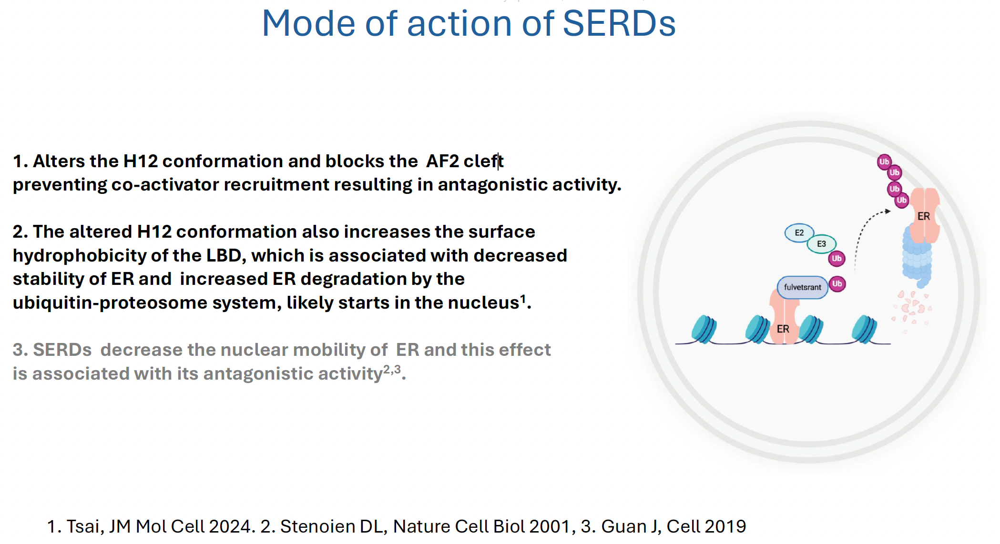 Mode of action of SERDs
1. Alters the H12 conformation and blocks the AF2 cleft
preventing co-activator recruitment resulting in antagonistic activity.
2. The altered H12 conformation also increases the surface
hydrophobicity of the LBD, which is associated with decreased
stability of ER and increased ER degradation by the
ubiquitin-proteosome system, likely starts in the nucleus¹.
3. SERDs decrease the nuclear mobility of ER and this effect
is associated with its antagonistic activity²,³.
Ub
Ub
Ub
Ub
ER
E2
E3
Ub
fulvetsrant
Ub
ER
1. Tsai, JM Mol Cell 2024. 2. Stenoien DL, Nature Cell Biol 2001, 3. Guan J, Cell 2019